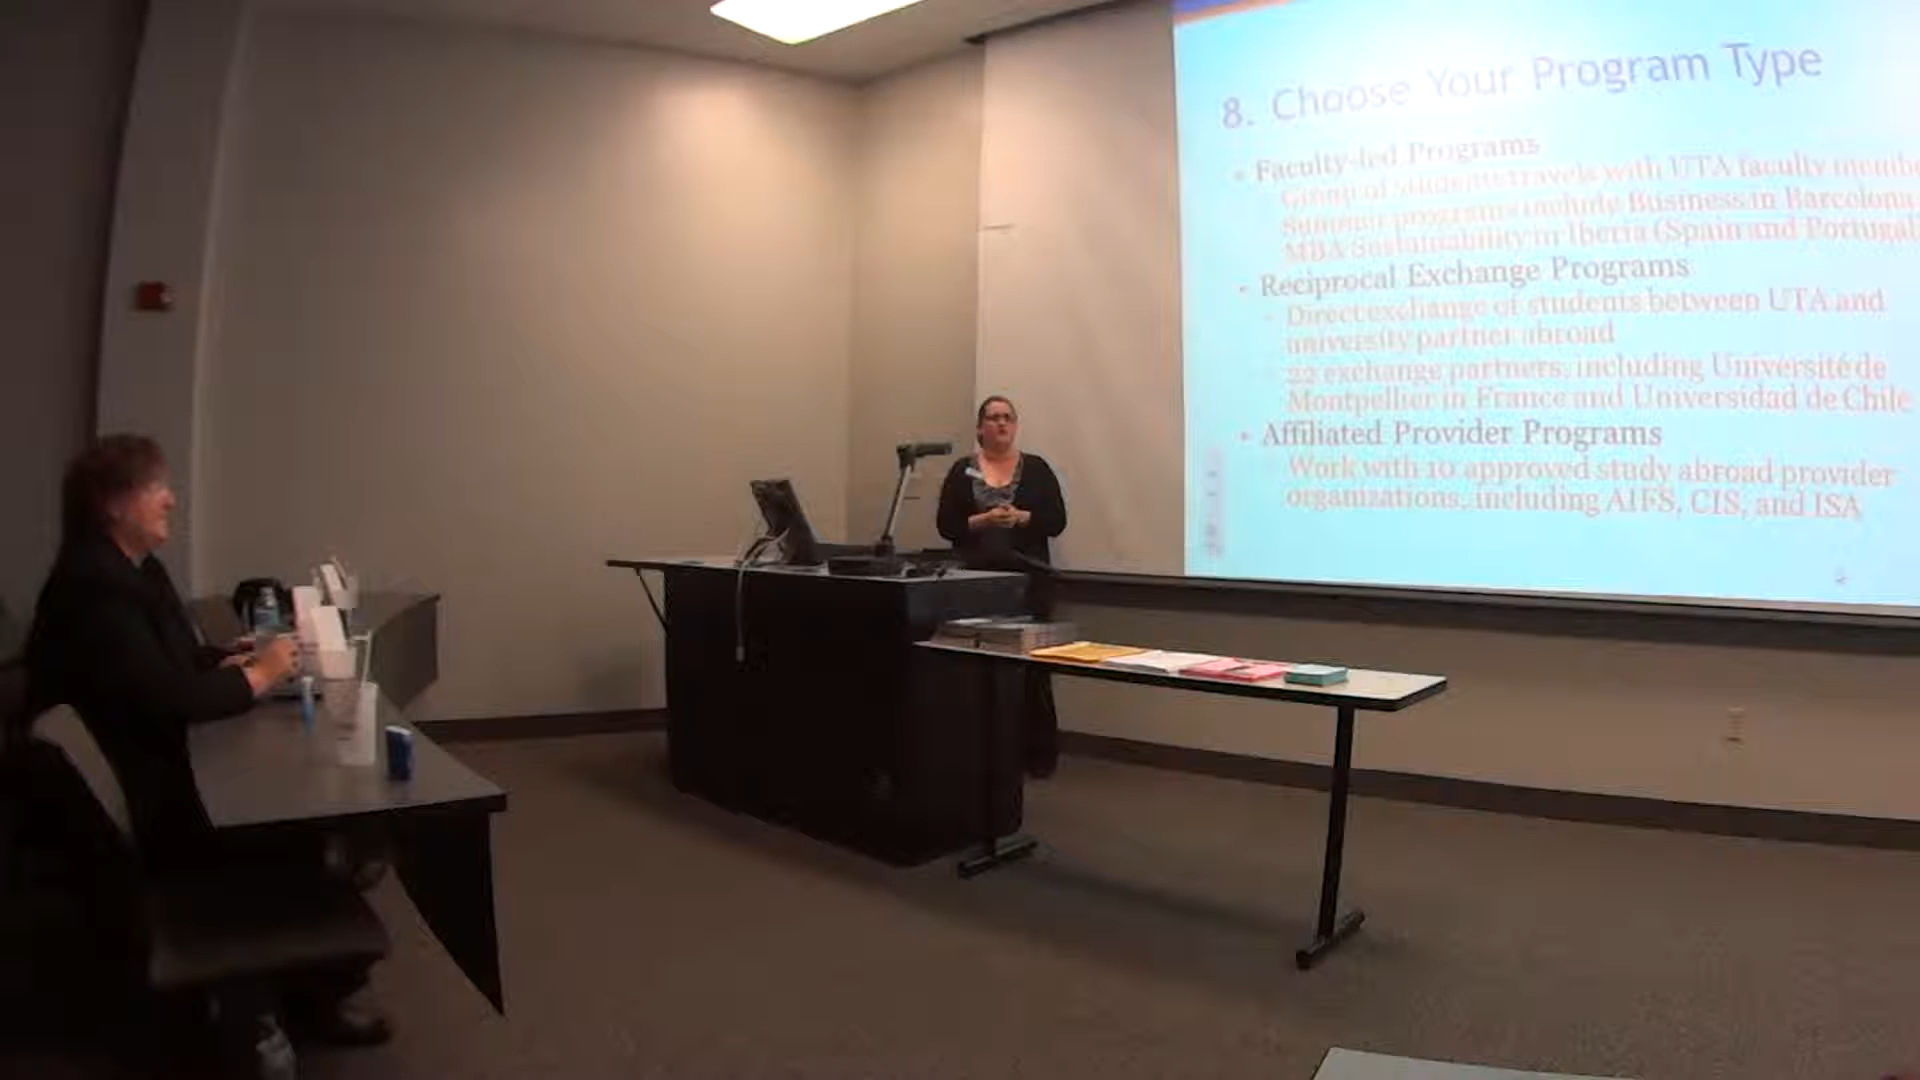 8. Choose Your Program Type
Faculty-led Programs
Group of students travels with UTA faculty
Summer programs include Business in Barcelona
MBA Sustainability in Iberia (Spain and Portugal)
Reciprocal Exchange Programs
Direct exchange of students between UTA and
university partner abroad
22 exchange partners, including Université de
Montpellier in France and Universidad de Chile
Affiliated Provider Programs
Work with 10 approved study abroad provider
organizations, including AIFS, CIS, and ISA